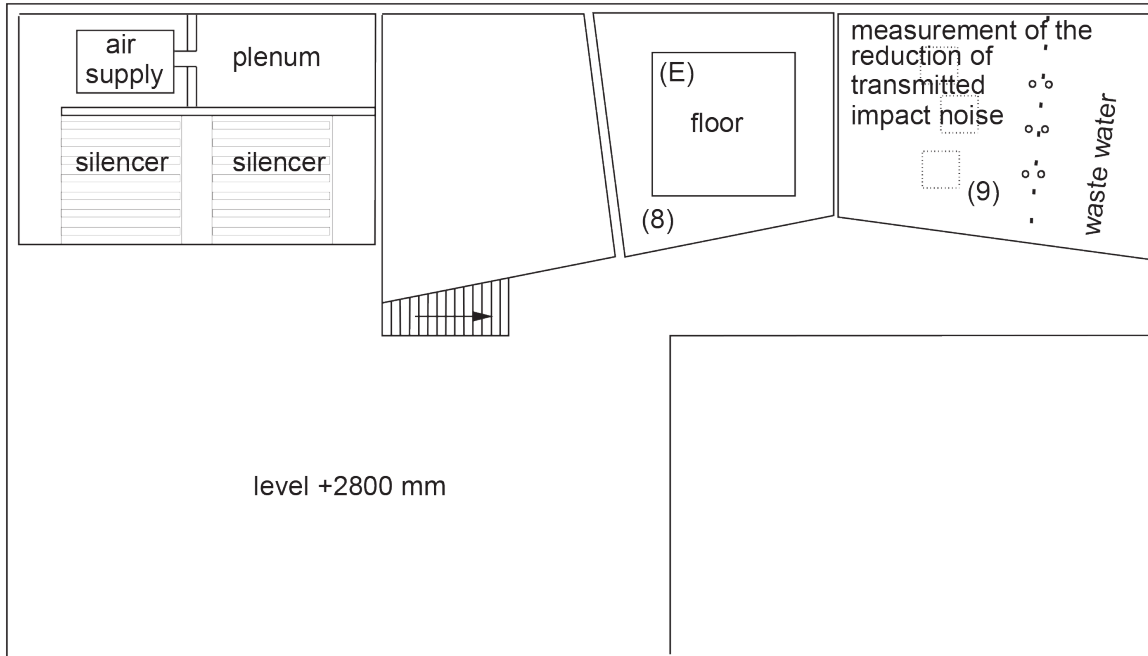 air
supply
plenum
silencer
silencer
(E)
floor
(8)
measurement of the
reduction of
transmitted
impact noise
(9)
waste water
level +2800 mm